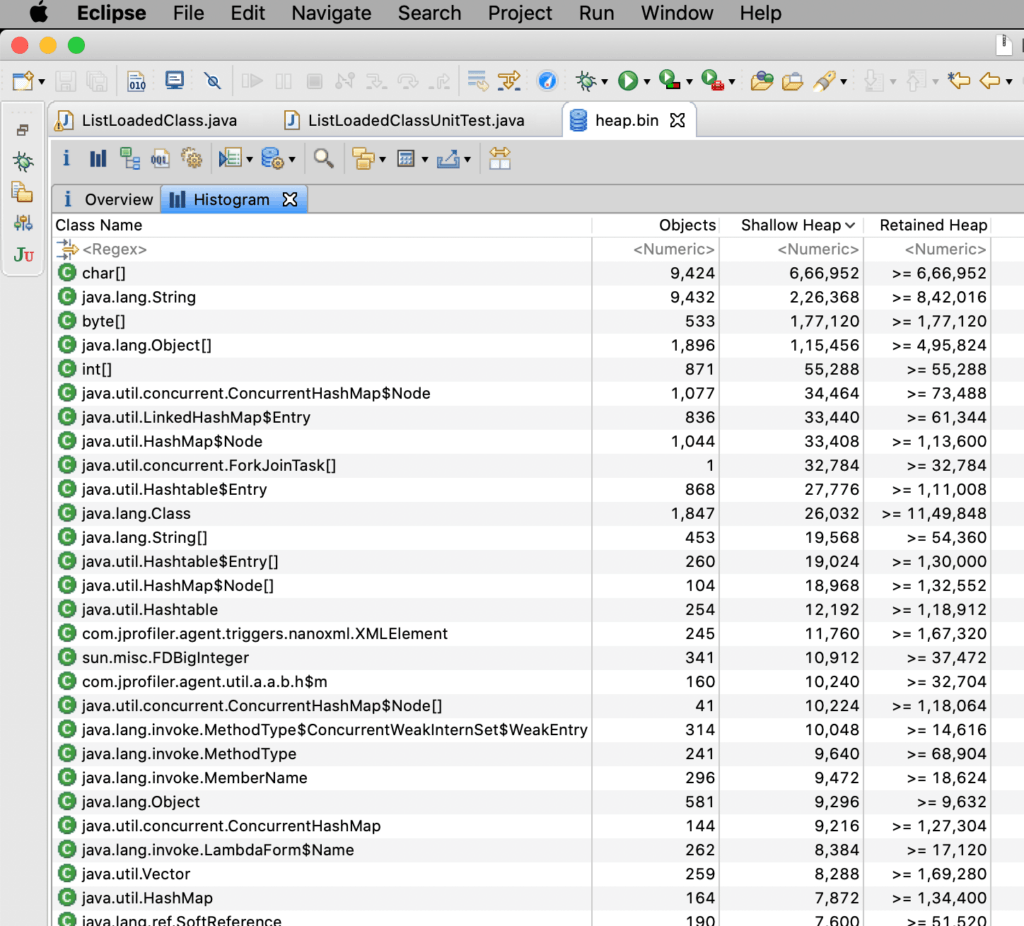 Eclipse File Edit Navigate Search Project Run Window Help
ListLoadedClass.java ListLoadedClassUnitTest.java heap.bin
Overview Histogram
Class Name Objects Shallow Heap Retained Heap
<Regex> <Numeric> <Numeric> <Numeric>
char[] 9,424 6,66,952 >= 6,66,952
java.lang.String 9,432 2,26,368 >= 8,42,016
byte[] 533 1,77,120 >= 1,77,120
java.lang.Object[] 1,896 1,15,456 >= 4,95,824
int[] 871 55,288 >= 55,288
java.util.concurrent.ConcurrentHashMap$Node 1,077 34,464 >= 73,488
java.util.LinkedHashMap$Entry 836 33,440 >= 61,344
java.util.HashMap$Node 1,044 33,408 >= 1,13,600
java.util.concurrent.ForkJoinTask[] 1 32,784 >= 32,784
java.util.Hashtable$Entry 868 27,776 >= 1,11,008
java.lang.Class 1,847 26,032 >= 11,49,848
java.lang.String[] 453 19,568 >= 54,360
java.util.Hashtable$Entry[] 260 19,024 >= 1,30,000
java.util.HashMap$Node[] 104 18,968 >= 1,32,552
java.util.Hashtable 254 12,192 >= 1,18,912
com.jprofiler.agent.triggers.nanoxml.XMLElement 245 11,760 >= 1,67,320
sun.misc.FDBigInteger 341 10,912 >= 37,472
com.jprofiler.agent.util.a.a.b.h$m 160 10,240 >= 32,704
java.util.concurrent.ConcurrentHashMap$Node[] 41 10,224 >= 1,18,064
java.lang.invoke.MethodType$ConcurrentWeakInternSet$WeakEntry 314 10,048 >= 14,616
java.lang.invoke.MethodType 241 9,640 >= 68,904
java.lang.invoke.MemberName 296 9,472 >= 18,624
java.lang.Object 581 9,296 >= 9,632
java.util.concurrent.ConcurrentHashMap 144 9,216 >= 1,27,304
java.lang.invoke.LambdaForm$Name 262 8,384 >= 17,120
java.util.Vector 259 8,288 >= 1,69,280
java.util.HashMap 164 7,872 >= 1,34,400
java.lang.ref.SoftReference 190 7,600 >= 51,520